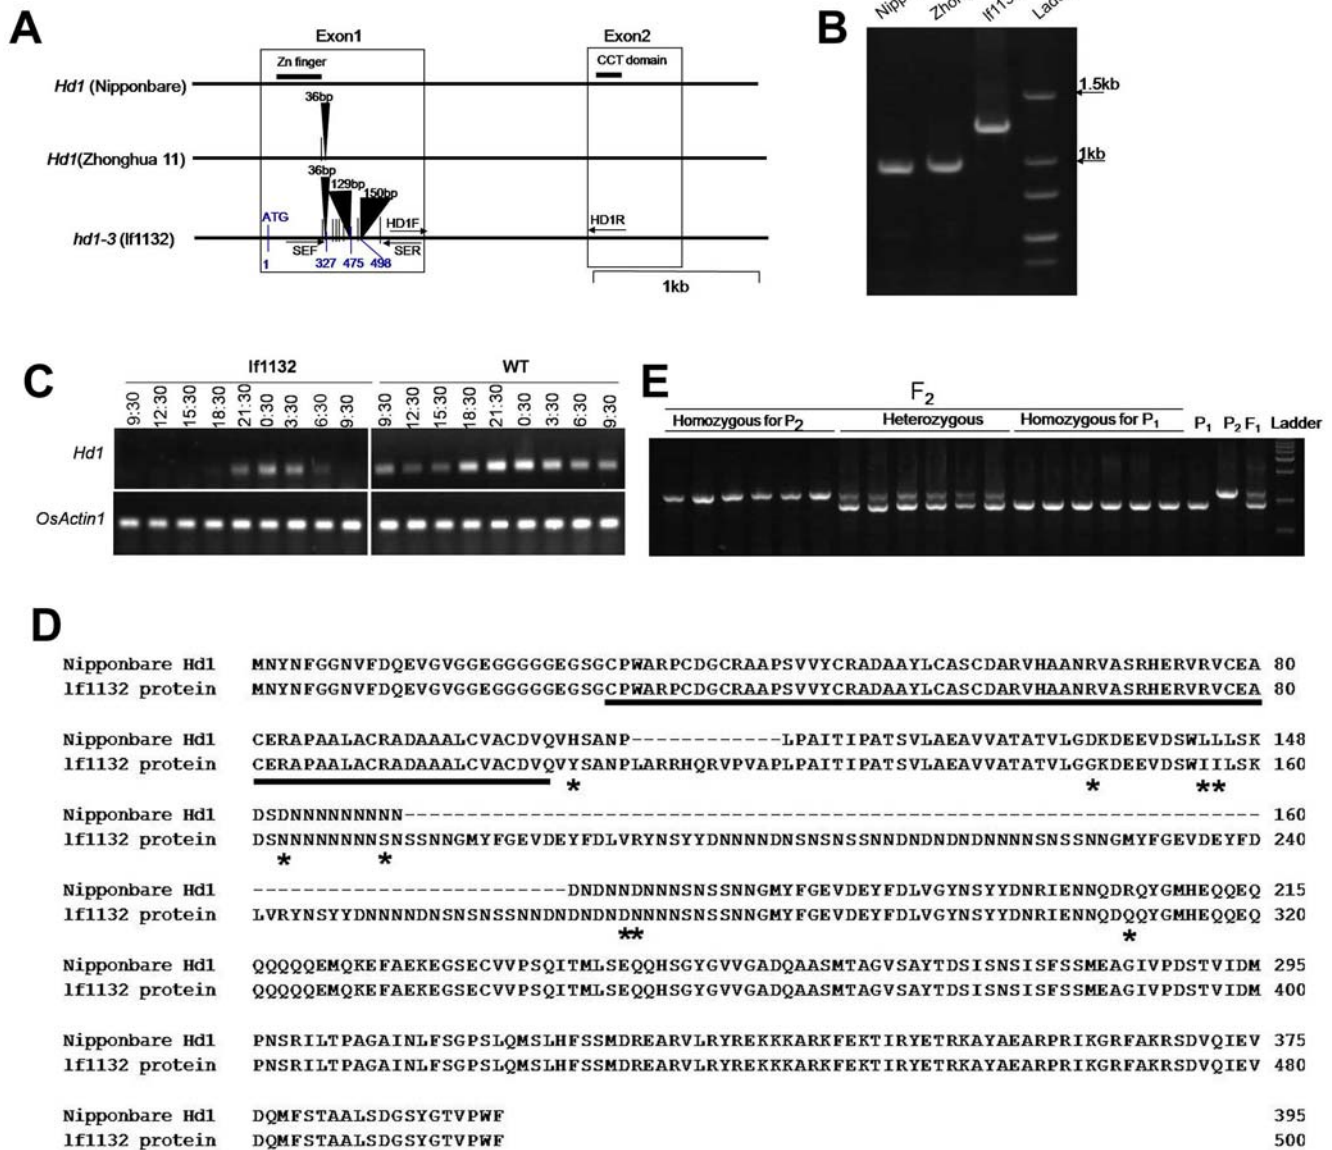 A
Exon1
Exon2
Zn finger
CCT domain
Hd1 (Nipponbare)
36bp
Hd1(Zhonghua 11)
36bp
129bp
150bp
ATG
HD1F
HD1R
hd1-3 (lf1132)
SEF
SER
1
327
475
498
1kb
B
1.5kb
1kb
C
lf1132
WT
9:30
12:30
15:30
18:30
21:30
0:30
3:30
6:30
9:30
9:30
12:30
15:30
18:30
21:30
0:30
3:30
6:30
9:30
Hd1
OsActin1
E
F2
Homozygous for P2
Heterozygous
Homozygous for P1
P1
P2
F1
Ladder
D
Nipponbare Hd1 MNYNFGGNVFDQEVGVGGEGGGGGEGSGCPWARPCDGCRAAPSVVYCRADAAYLCASCDARVHAANRVASRHERVRVCEA 80
lf1132 protein MNYNFGGNVFDQEVGVGGEGGGGGEGSGCPWARPCDGCRAAPSVVYCRADAAYLCASCDARVHAANRVASRHERVRVCEA 80
Nipponbare Hd1 CERAPAALACRADAAALCVACDVQVHSANP------------LPAITIPATSVLAEAVVATATVLGDKDEEVDSWLLLSK 148
lf1132 protein CERAPAALACRADAAALCVACDVQVYSANPLARRHQRVPVAPLPAITIPATSVLAEAVVATATVLGGKDEEVDSWIILSK 160
* * **
Nipponbare Hd1 DSDNNNNNNNNN-------------------------------------------------------------------- 160
lf1132 protein DSNNNNNNNNSNSSNNGMYFGEVDEYFDLVRYNSYYDNNNNDNSNSNSSNNDNDNDNDNNNNSNSSNNGMYFGEVDEYFD 240
* *
Nipponbare Hd1 -------------------------DNDNNDNNNSNSSNNGMYFGEVDEYFDLVGYNSYYDNRIENNQDRQYGMHEQQEQ 215
lf1132 protein LVRYNSYYDNNNNDNSNSNSSNNDNDNDNDNNNNSNSSNNGMYFGEVDEYFDLVGYNSYYDNRIENNQDQQYGMHEQQEQ 320
** *
Nipponbare Hd1 QQQQQEMQKEFAEKEGSECVVPSQITMLSEQQHSGYGVVGADQAASMTAGVSAYTDSISNSISFSSMEAGIVPDSTVIDM 295
lf1132 protein QQQQQEMQKEFAEKEGSECVVPSQITMLSEQQHSGYGVVGADQAASMTAGVSAYTDSISNSISFSSMEAGIVPDSTVIDM 400
Nipponbare Hd1 PNSRILTPAGAINLFSGPSLQMSLHFSSMDREARVLRYREKKKARKFEKTIRYETRKAYAEARPRIKGRFAKRSDVQIEV 375
lf1132 protein PNSRILTPAGAINLFSGPSLQMSLHFSSMDREARVLRYREKKKARKFEKTIRYETRKAYAEARPRIKGRFAKRSDVQIEV 480
Nipponbare Hd1 DQMFSTAALSDGSYGTVPWF 395
lf1132 protein DQMFSTAALSDGSYGTVPWF 500